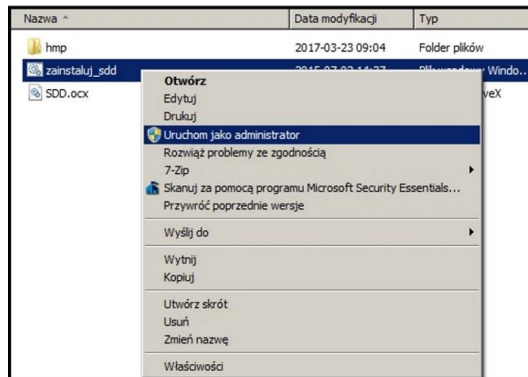 Nazwa Data modyfikacji Typ
hmp 2017-03-23 09:04 Folder plików
zainstaluj_sdd
SDD.ocx
Otwórz
Edytuj
Drukuj
Uruchom jako administrator
Rozwiąż problemy ze zgodnością
7-Zip
Skanuj za pomocą programu Microsoft Security Essentials...
Przywróć poprzednie wersje
Wyślij do
Wytnij
Kopiuj
Utwórz skrót
Usuń
Zmień nazwę
Właściwości